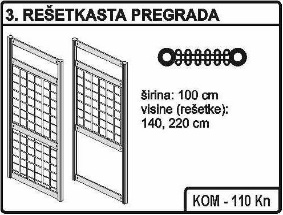 3. REŠETKASTA PREGRADA
širina: 100 cm
visine (rešetke):
140, 220 cm
KOM - 110 Kn